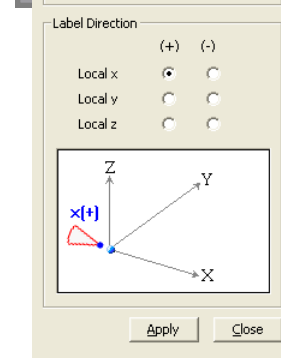 Label Direction
(+) (-)
Local x
Local y
Local z
Z
Y
x(+)
X
Apply Close